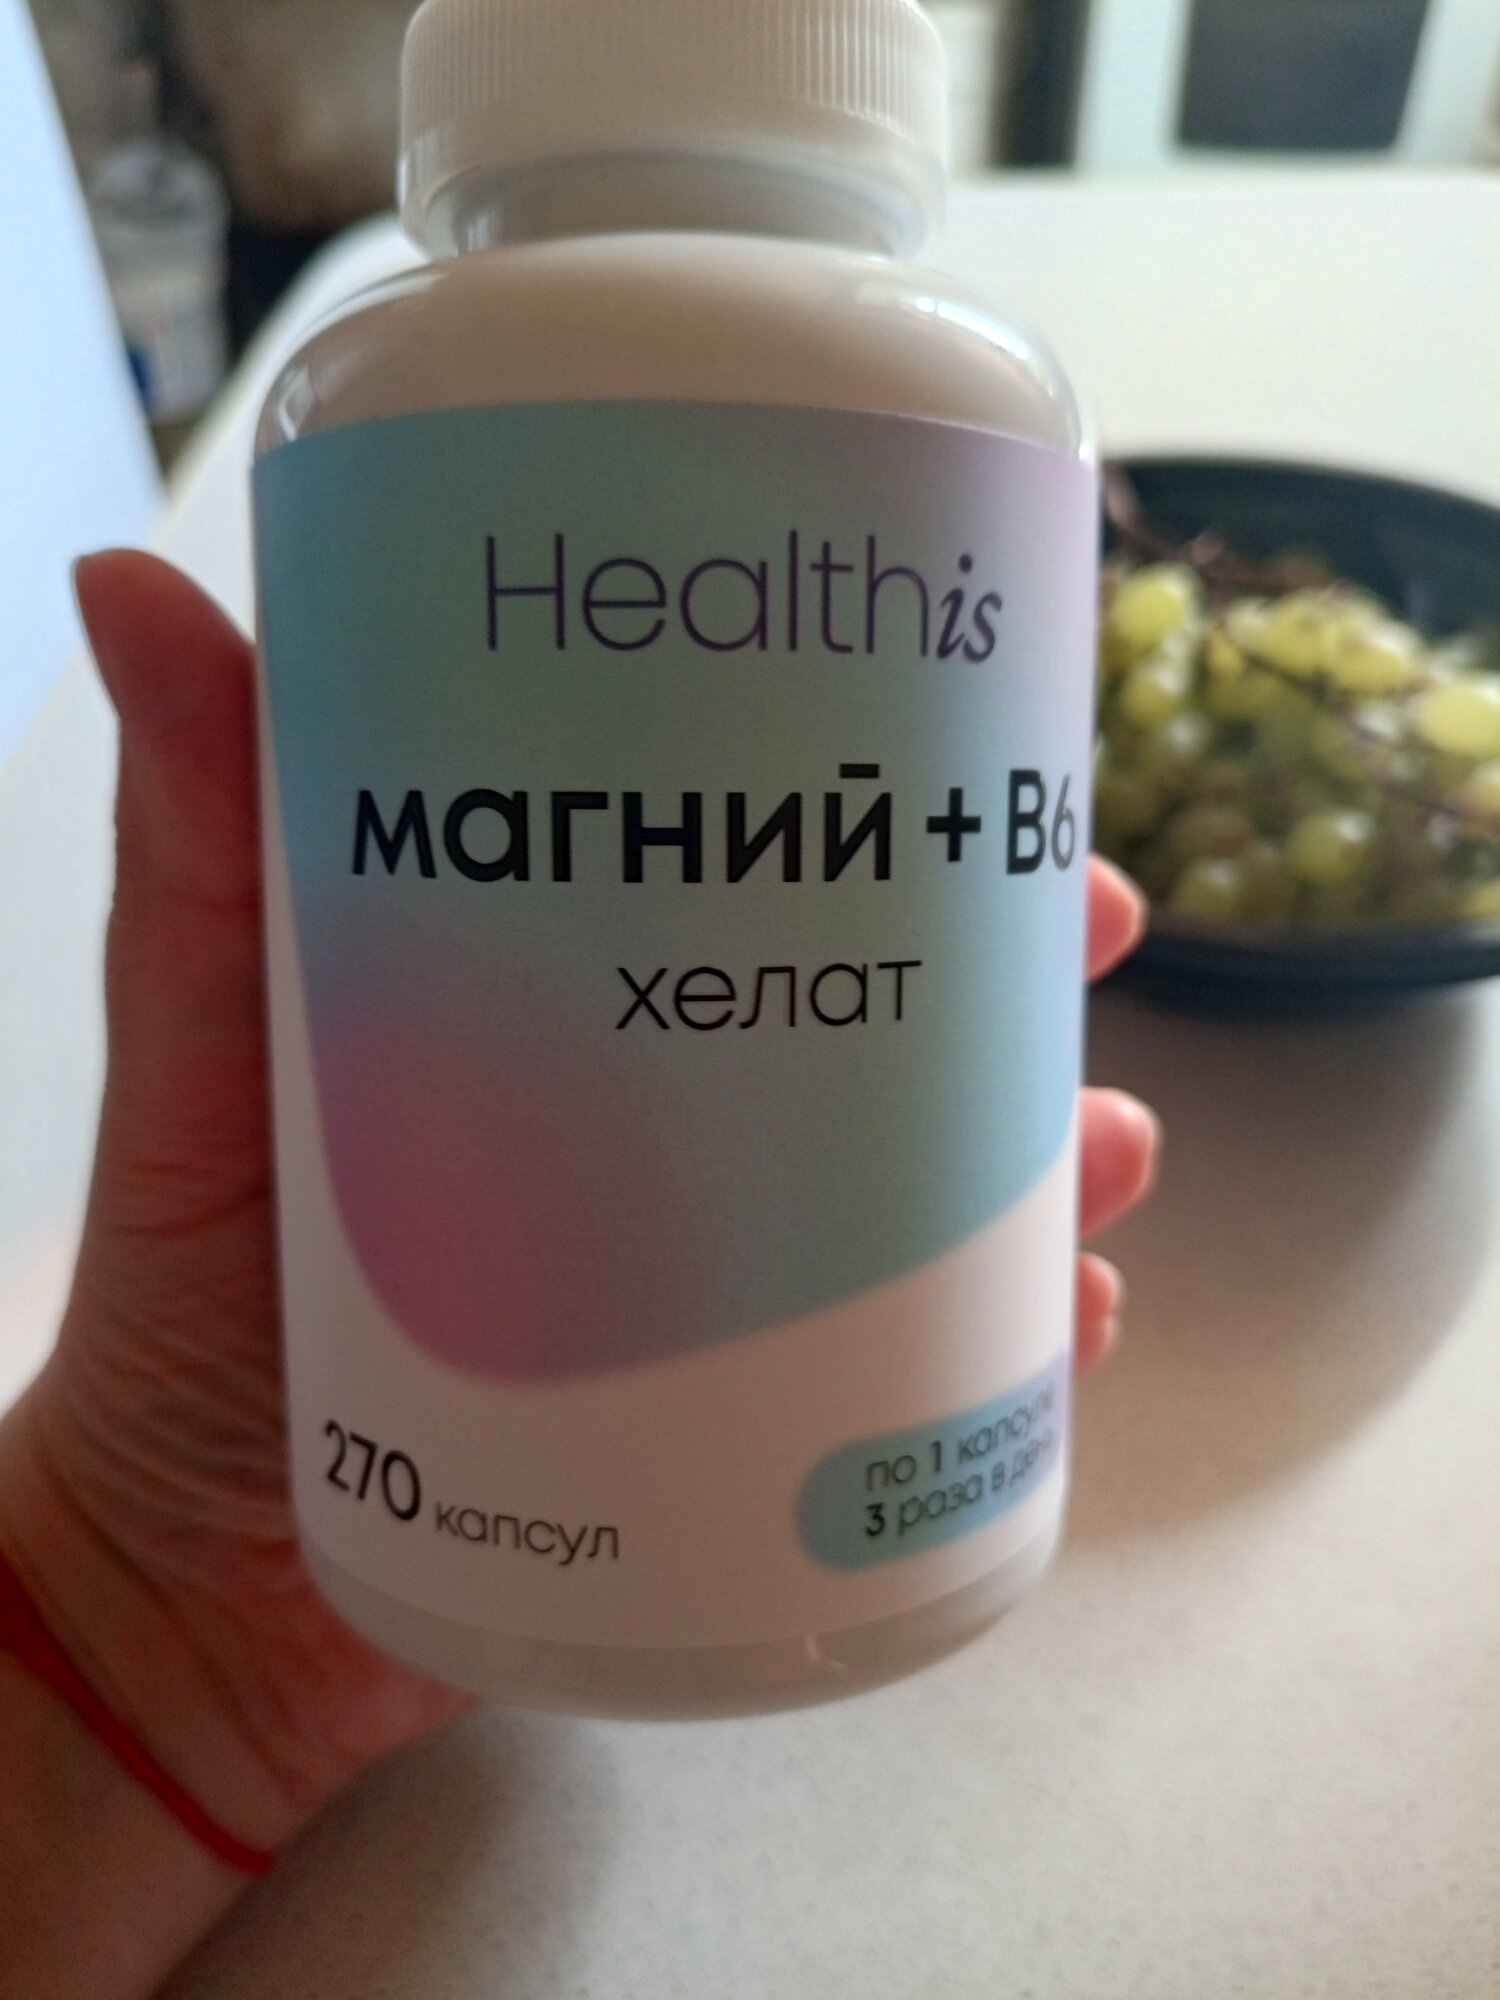 Healthis
магний + B6
хелат
270 капсул
по 1 капсуле
3 раза в день